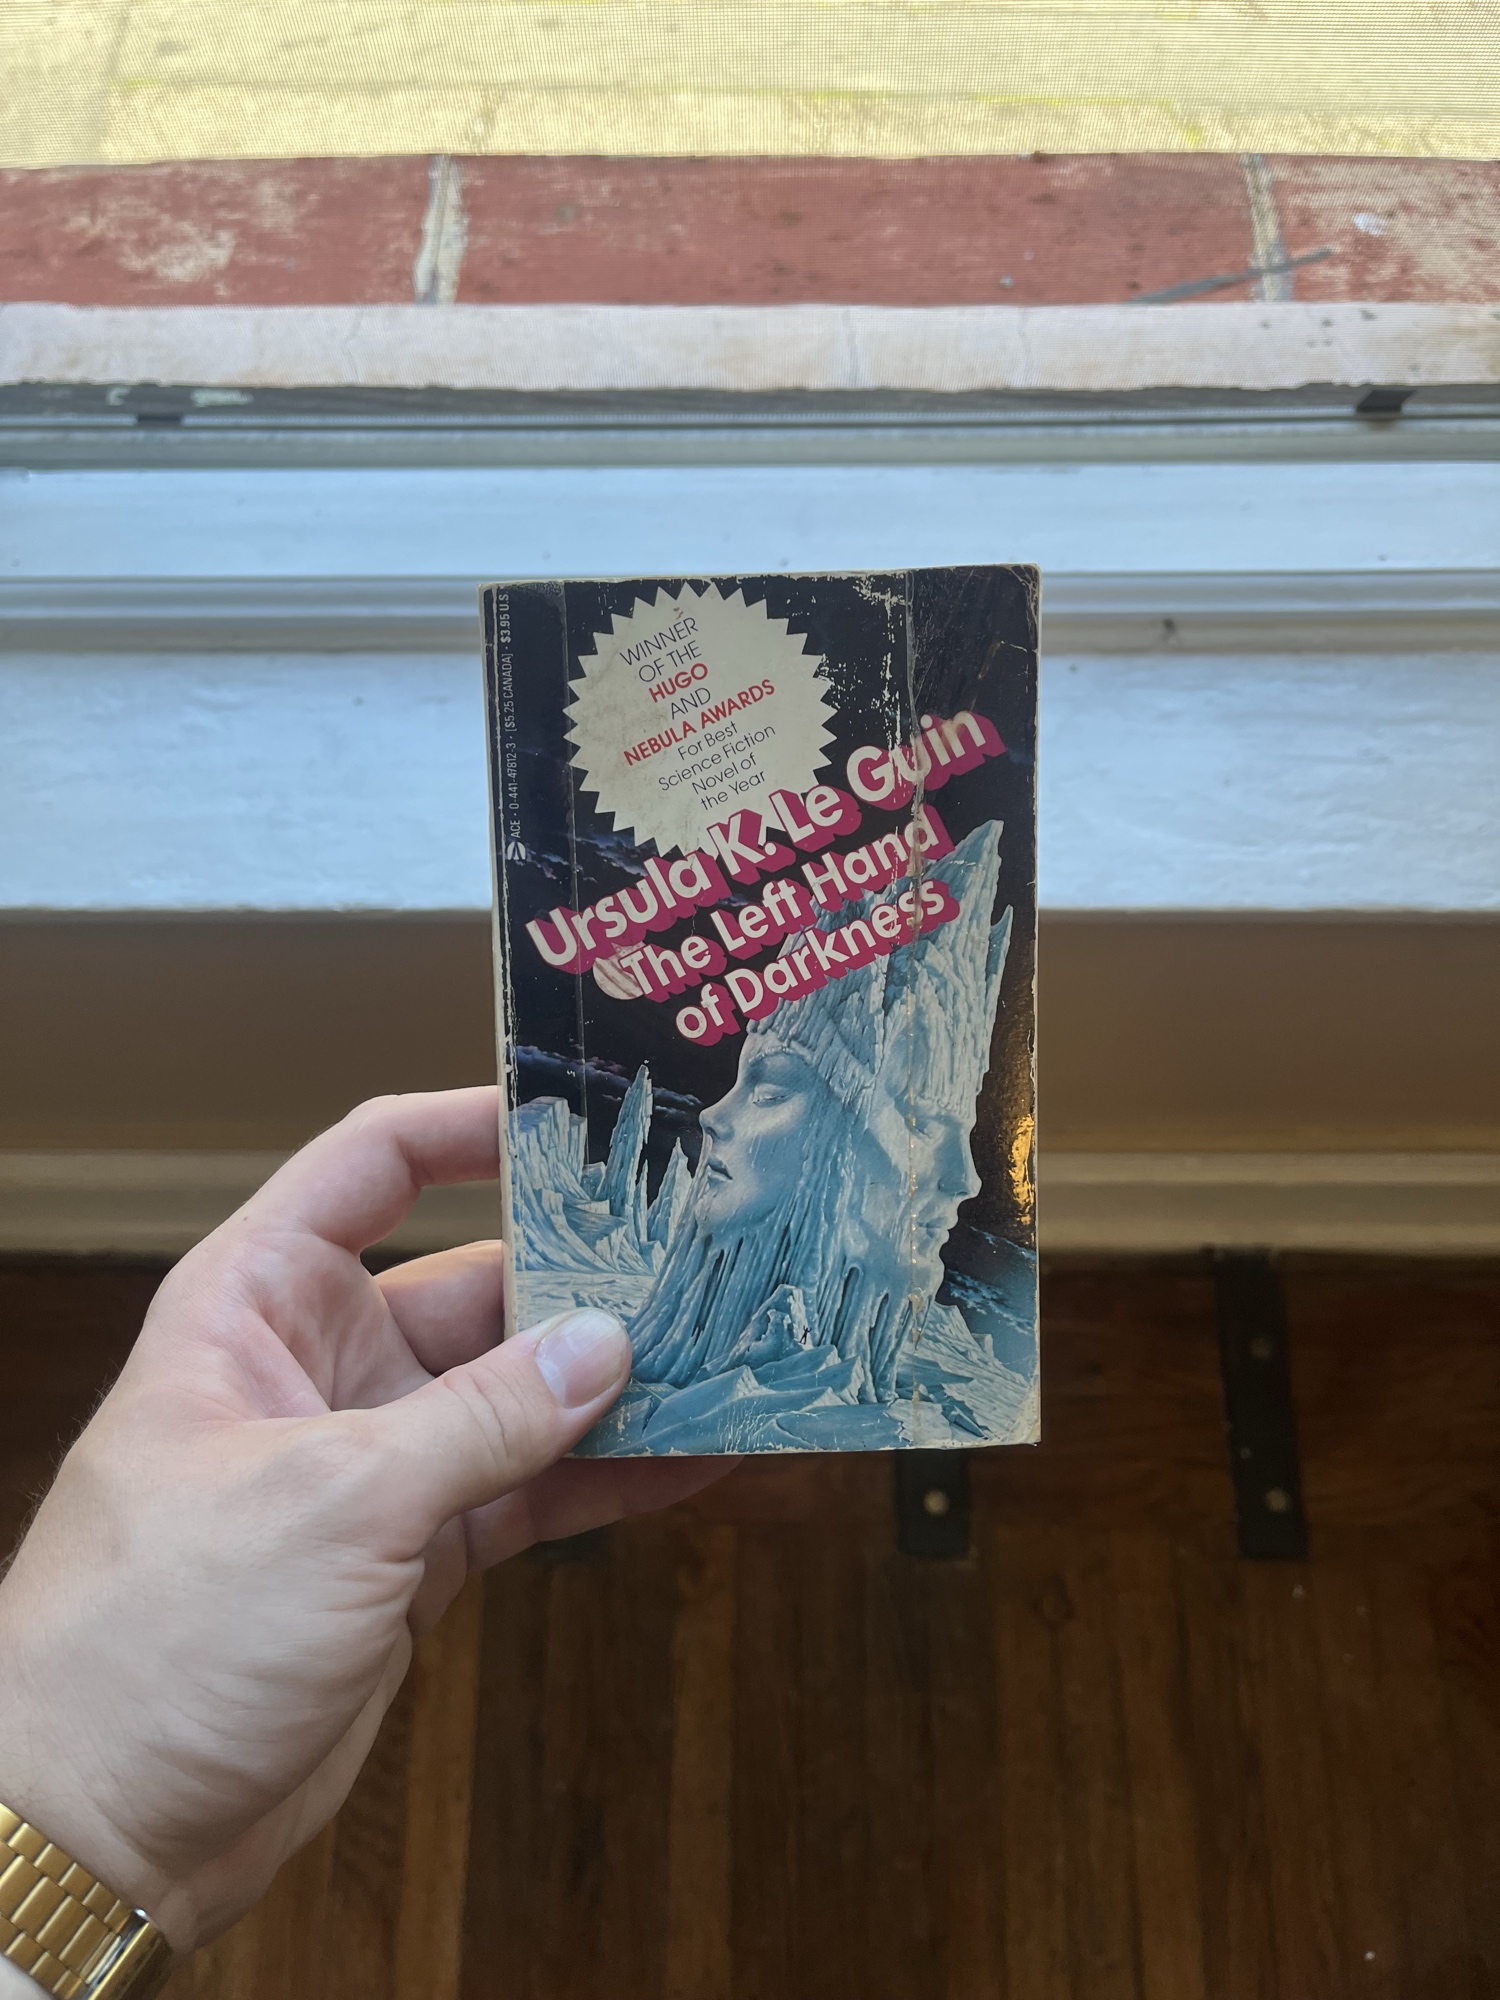 WINNER
OF THE
HUGO
AND
NEBULA AWARDS
For Best
Science Fiction
Novel of
the Year
Ursula K. Le Guin
The Left Hand
of Darkness
ACE • 0-441-47812-3 • [$5.25 CANADA] • $3.95 U.S.